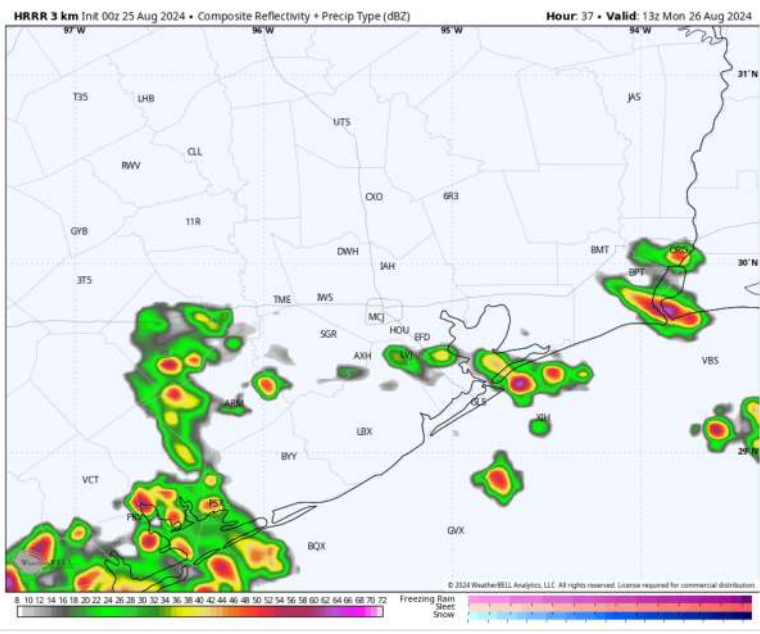 HRRR 3 km Init 00z 25 Aug 2024 • Composite Reflectivity + Precip Type (dBZ) Hour: 37 • Valid: 13z Mon 26 Aug 2024
97°W 96°W 95°W 94°W
31°N
T35 LHB JAS
UTS
CLL
RWV
CXO 6R3
11R
GYB
DWH BMT ORG
IAH 30°N
BPT
3T5
TME IWS
MCJ
SGR HOU
EFD
AXH LVJ
VBS
ARM GLS
XIH
LBX
29°N
BYY
VCT
PSX
PKV
GVX
BQX
WeatherBELL
© 2024 WeatherBELL Analytics, LLC. All rights reserved. License required for commercial distribution.
8 10 12 14 16 18 20 22 24 26 28 30 32 34 36 38 40 42 44 46 48 50 52 54 56 58 60 62 64 66 68 70 72
Freezing Rain
Sleet
Snow